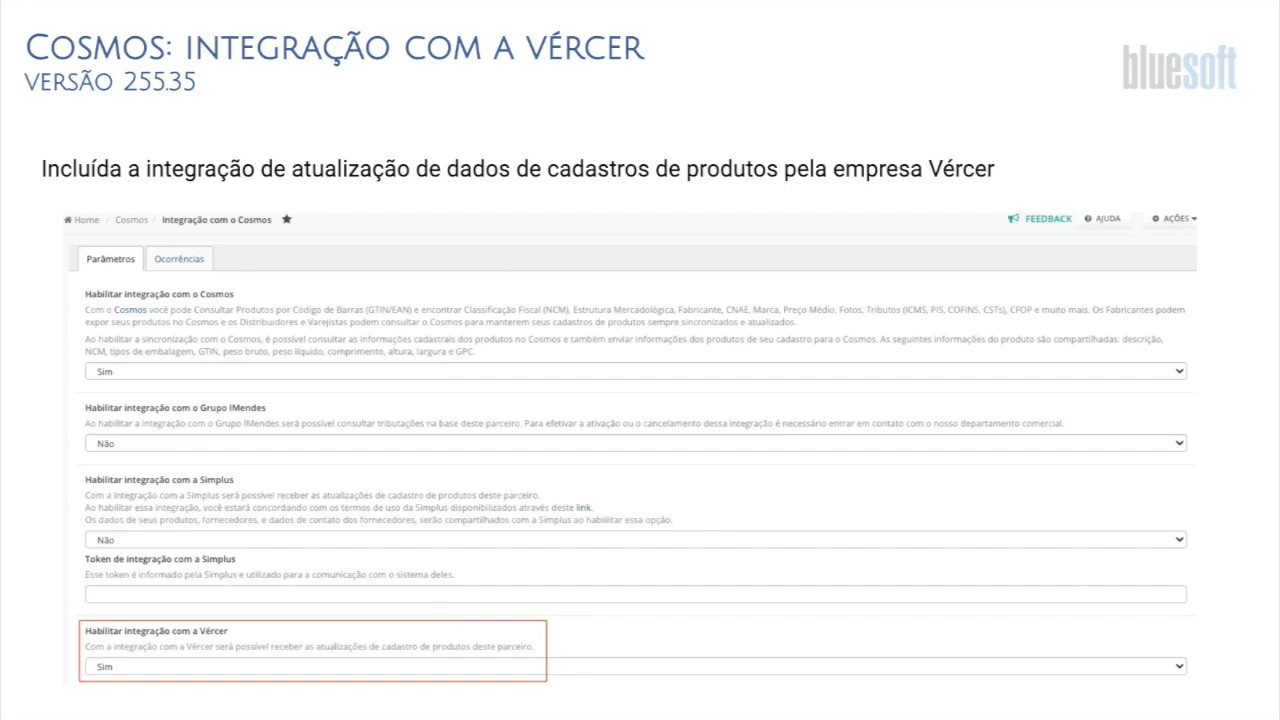 COSMOS: INTEGRAÇÃO COM A VÉRCER
VERSÃO 255.35
bluesoft
Incluída a integração de atualização de dados de cadastros de produtos pela empresa Vércer
Home / Cosmos / Integração com o Cosmos
FEEDBACK AJUDA AÇÕES
Parâmetros Ocorrências
Habilitar integração com o Cosmos
Com o Cosmos você pode Consultar Produtos por Código de Barras (GTIN/EAN) e encontrar Classificação Fiscal (NCM), Estrutura Mercadológica, Fabricante, CNAE, Marca, Preço Médio, Fotos, Tributos (ICMS, PIS, COFINS, CSTs), CFOP e muito mais. Os Fabricantes podem
expor seus produtos no Cosmos e os Distribuidores e Varejistas podem consultar o Cosmos para manterem seus cadastros de produtos sempre sincronizados e atualizados.
Ao habilitar a sincronização com o Cosmos, é possível consultar as informações cadastrais dos produtos no Cosmos e também enviar informações dos produtos de seu cadastro para o Cosmos. As seguintes informações do produto são compartilhadas: descrição,
NCM, tipos de embalagem, GTIN, peso bruto, peso líquido, comprimento, altura, largura e GPC.
Sim
Habilitar integração com o Grupo IMendes
Ao habilitar a integração com o Grupo IMendes será possível consultar tributações na base deste parceiro. Para efetivar a ativação ou o cancelamento dessa integração é necessário entrar em contato com o nosso departamento comercial.
Não
Habilitar integração com a Simplus
Com a integração com a Simplus será possível receber as atualizações de cadastro de produtos deste parceiro.
Ao habilitar essa integração, você estará concordando com os termos de uso da Simplus disponibilizados através deste link.
Os dados de seus produtos, fornecedores, e dados de contato dos fornecedores, serão compartilhados com a Simplus ao habilitar essa opção.
Não
Token de integração com a Simplus
Esse token é informado pela Simplus e utilizado para a comunicação com o sistema deles.
Habilitar integração com a Vércer
Com a integração com a Vércer será possível receber as atualizações de cadastro de produtos deste parceiro.
Sim